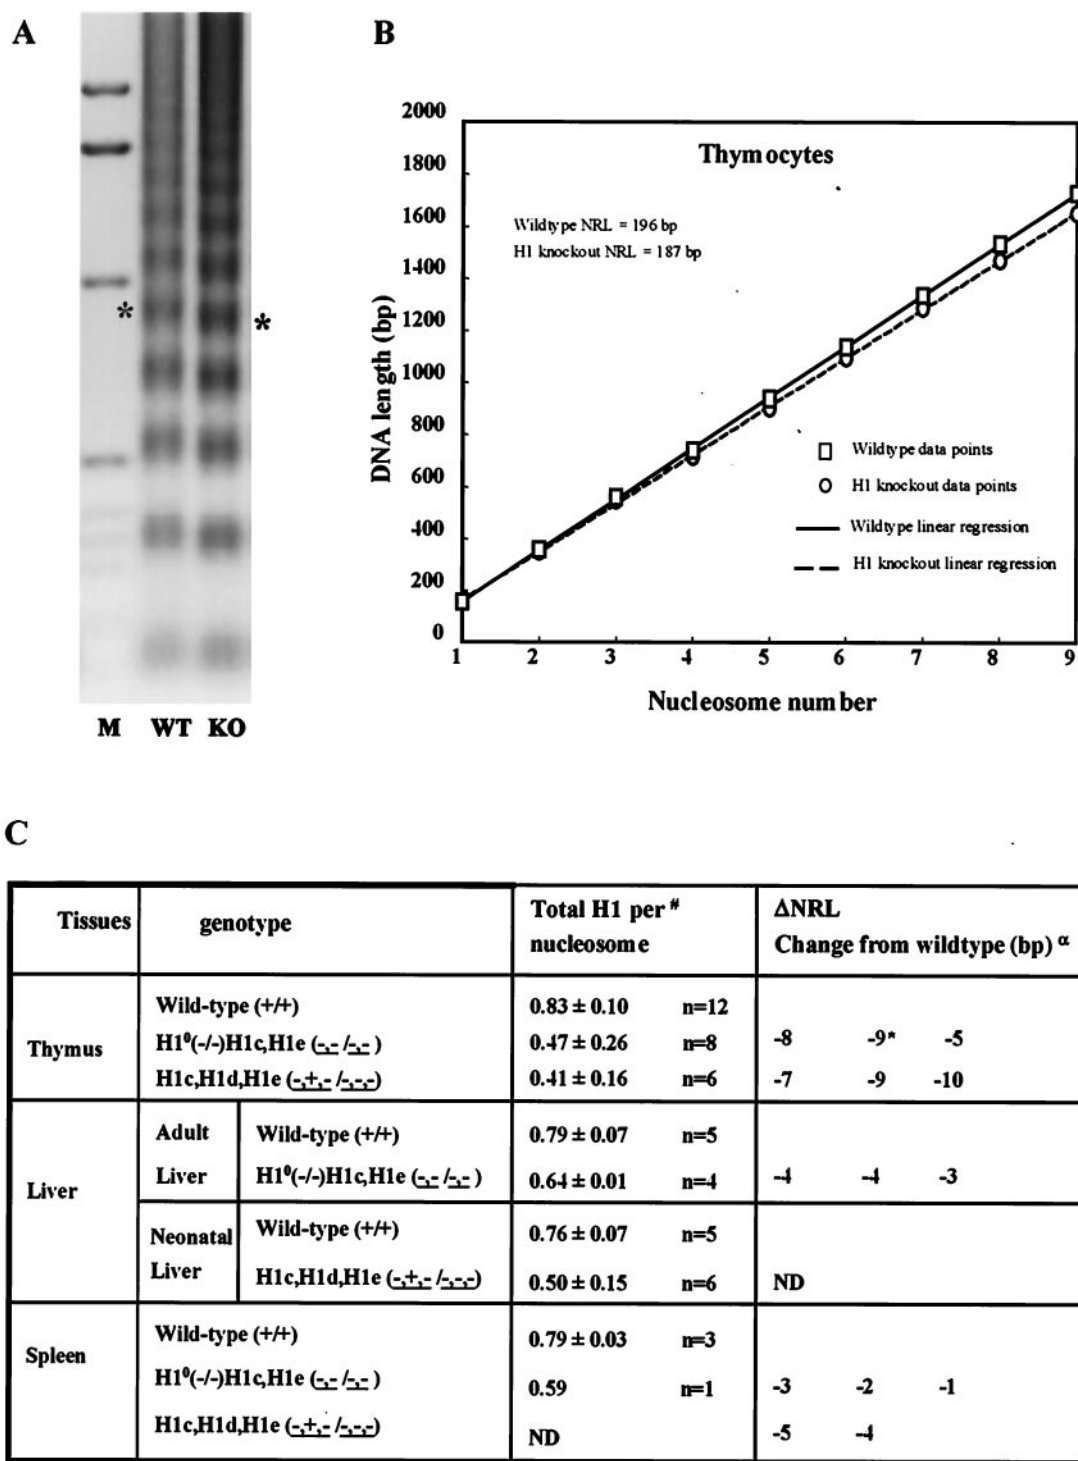 A
*
*
M WT KO
B
2000
1800
1600
1400
1200
1000
800
600
400
200
0
DNA length (bp)
Thymocytes
Wildtype NRL = 196 bp
H1 knockout NRL = 187 bp
Wildtype data points
H1 knockout data points
Wildtype linear regression
H1 knockout linear regression
1 2 3 4 5 6 7 8 9
Nucleosome number
C
Tissues genotype Total H1 per # nucleosome ΔNRL Change from wildtype (bp) α
Thymus
Wild-type (+/+) 0.83 ± 0.10 n=12
H1⁰(-/-)H1c,H1e (-,- /-,- ) 0.47 ± 0.26 n=8 -8 -9* -5
H1c,H1d,H1e (-,+,- /-,-,-) 0.41 ± 0.16 n=6 -7 -9 -10
Liver
Adult Liver
Wild-type (+/+) 0.79 ± 0.07 n=5
H1⁰(-/-)H1c,H1e (-,- /-,- ) 0.64 ± 0.01 n=4 -4 -4 -3
Neonatal Liver
Wild-type (+/+) 0.76 ± 0.07 n=5
H1c,H1d,H1e (-,+,- /-,-,-) 0.50 ± 0.15 n=6 ND
Spleen
Wild-type (+/+) 0.79 ± 0.03 n=3
H1⁰(-/-)H1c,H1e (-,- /-,- ) 0.59 n=1 -3 -2 -1
H1c,H1d,H1e (-,+,- /-,-,-) ND -5 -4